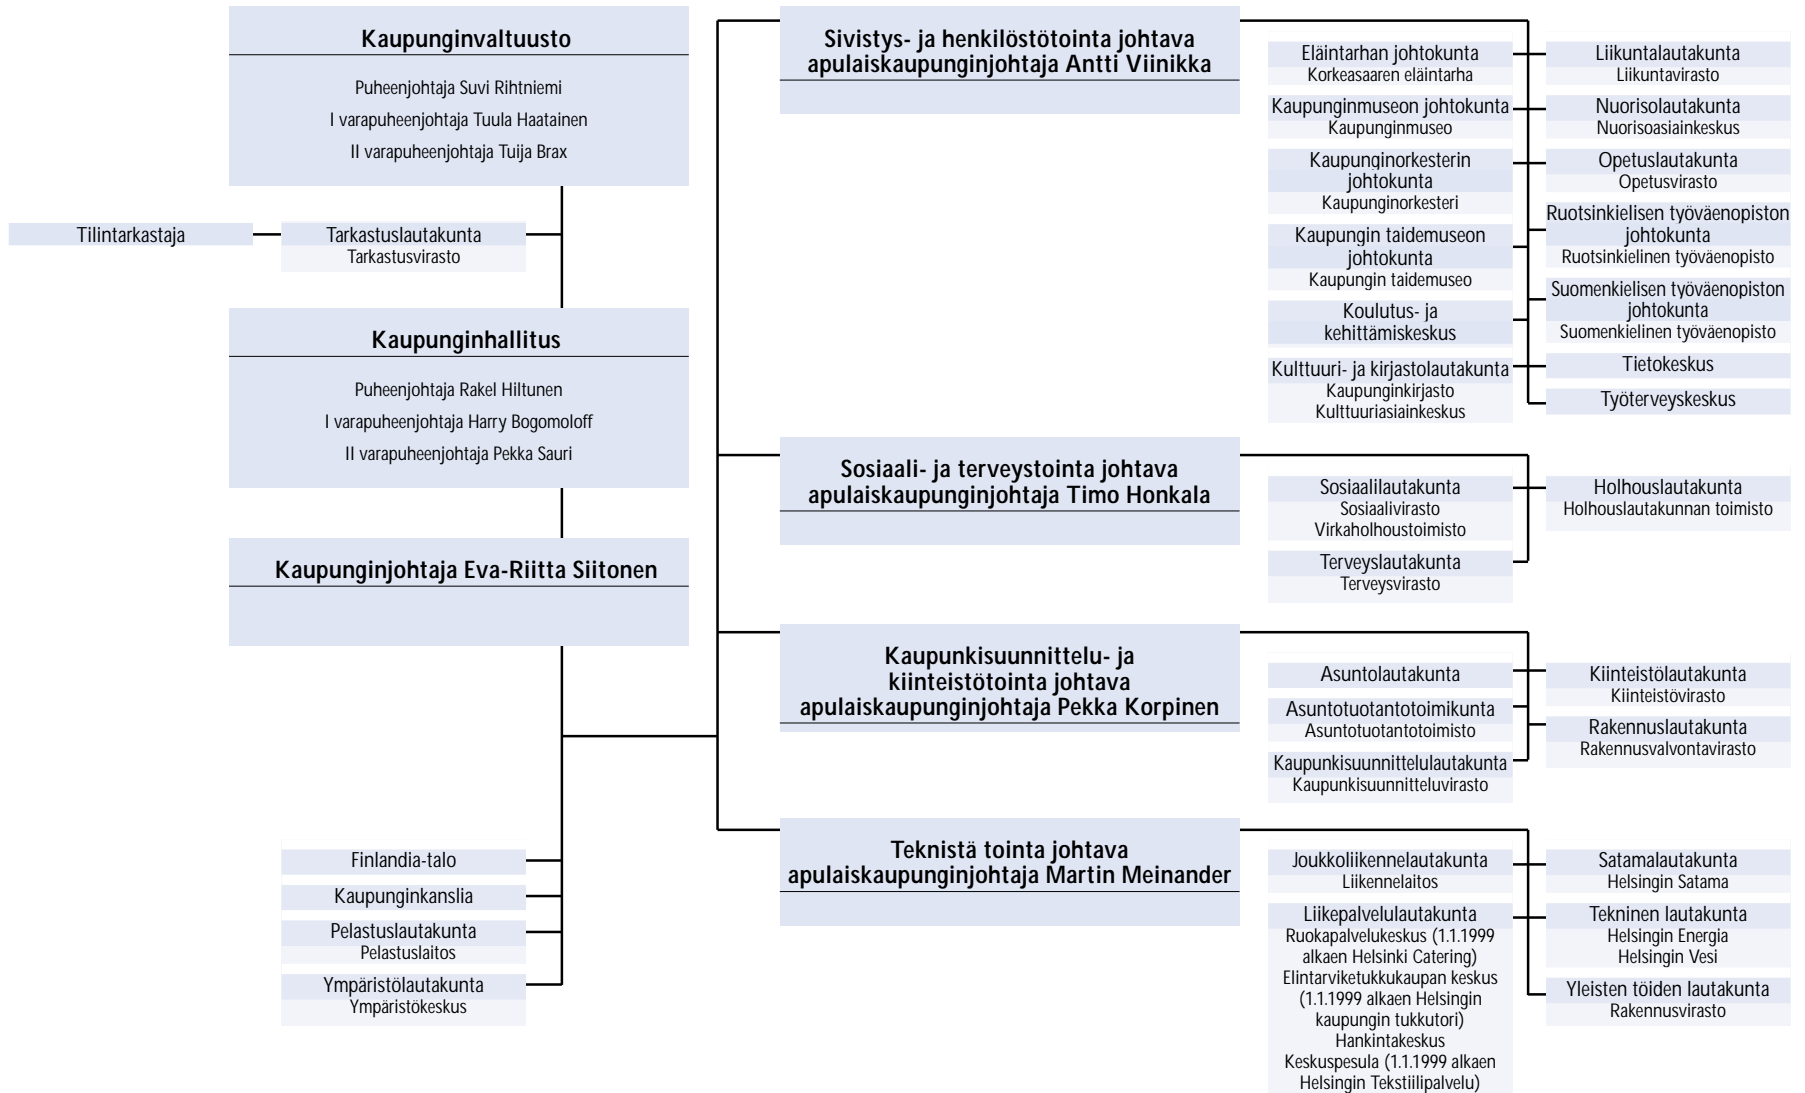 Kaupunginvaltuusto
Puheenjohtaja Suvi Rihtniemi
I varapuheenjohtaja Tuula Haatainen
II varapuheenjohtaja Tuija Brax
Tilintarkastaja
Tarkastuslautakunta
Tarkastusvirasto
Kaupunginhallitus
Puheenjohtaja Rakel Hiltunen
I varapuheenjohtaja Harry Bogomoloff
II varapuheenjohtaja Pekka Sauri
Kaupunginjohtaja Eva-Riitta Siitonen
Finlandia-talo
Kaupunginkanslia
Pelastuslautakunta
Pelastuslaitos
Ympäristölautakunta
Ympäristökeskus
Sivistys- ja henkilöstötointa johtava
apulaiskaupunginjohtaja Antti Viinikka
Eläintarhan johtokunta
Korkeasaaren eläintarha
Kaupunginmuseon johtokunta
Kaupunginmuseo
Kaupunginorkesterin
johtokunta
Kaupunginorkesteri
Kaupungin taidemuseon
johtokunta
Kaupungin taidemuseo
Koulutus- ja
kehittämiskeskus
Kulttuuri- ja kirjastolautakunta
Kaupunginkirjasto
Kulttuuriasiainkeskus
Liikuntalautakunta
Liikuntavirasto
Nuorisolautakunta
Nuorisoasiainkeskus
Opetuslautakunta
Opetusvirasto
Ruotsinkielisen työväenopiston
johtokunta
Ruotsinkielinen työväenopisto
Suomenkielisen työväenopiston
johtokunta
Suomenkielinen työväenopisto
Tietokeskus
Työterveyskeskus
Sosiaali- ja terveystointa johtava
apulaiskaupunginjohtaja Timo Honkala
Sosiaalilautakunta
Sosiaalivirasto
Virkaholhoustoimisto
Terveyslautakunta
Terveysvirasto
Holhouslautakunta
Holhouslautakunnan toimisto
Kaupunkisuunnittelu- ja
kiinteistötointa johtava
apulaiskaupunginjohtaja Pekka Korpinen
Asuntolautakunta
Asuntotuotantotoimikunta
Asuntotuotantotoimisto
Kaupunkisuunnittelulautakunta
Kaupunkisuunnitteluvirasto
Kiinteistölautakunta
Kiinteistövirasto
Rakennuslautakunta
Rakennusvalvontavirasto
Teknistä tointa johtava
apulaiskaupunginjohtaja Martin Meinander
Joukkoliikennelautakunta
Liikennelaitos
Liikepalvelulautakunta
Ruokapalvelukeskus (1.1.1999
alkaen Helsinki Catering)
Elintarviketukkukaupan keskus
(1.1.1999 alkaen Helsingin
kaupungin tukkutori)
Hankintakeskus
Keskuspesula (1.1.1999 alkaen
Helsingin Tekstiilipalvelu)
Satamalautakunta
Helsingin Satama
Tekninen lautakunta
Helsingin Energia
Helsingin Vesi
Yleisten töiden lautakunta
Rakennusvirasto